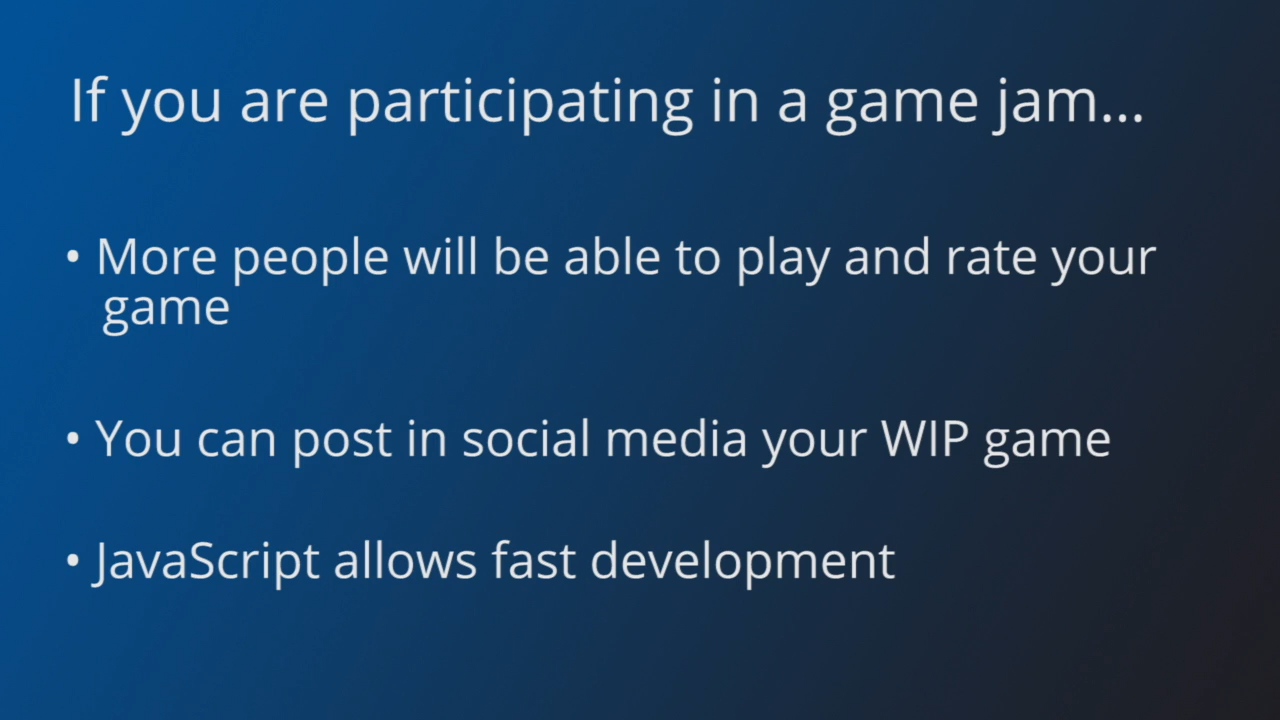 If you are participating in a game jam...
• More people will be able to play and rate your
game
• You can post in social media your WIP game
• JavaScript allows fast development